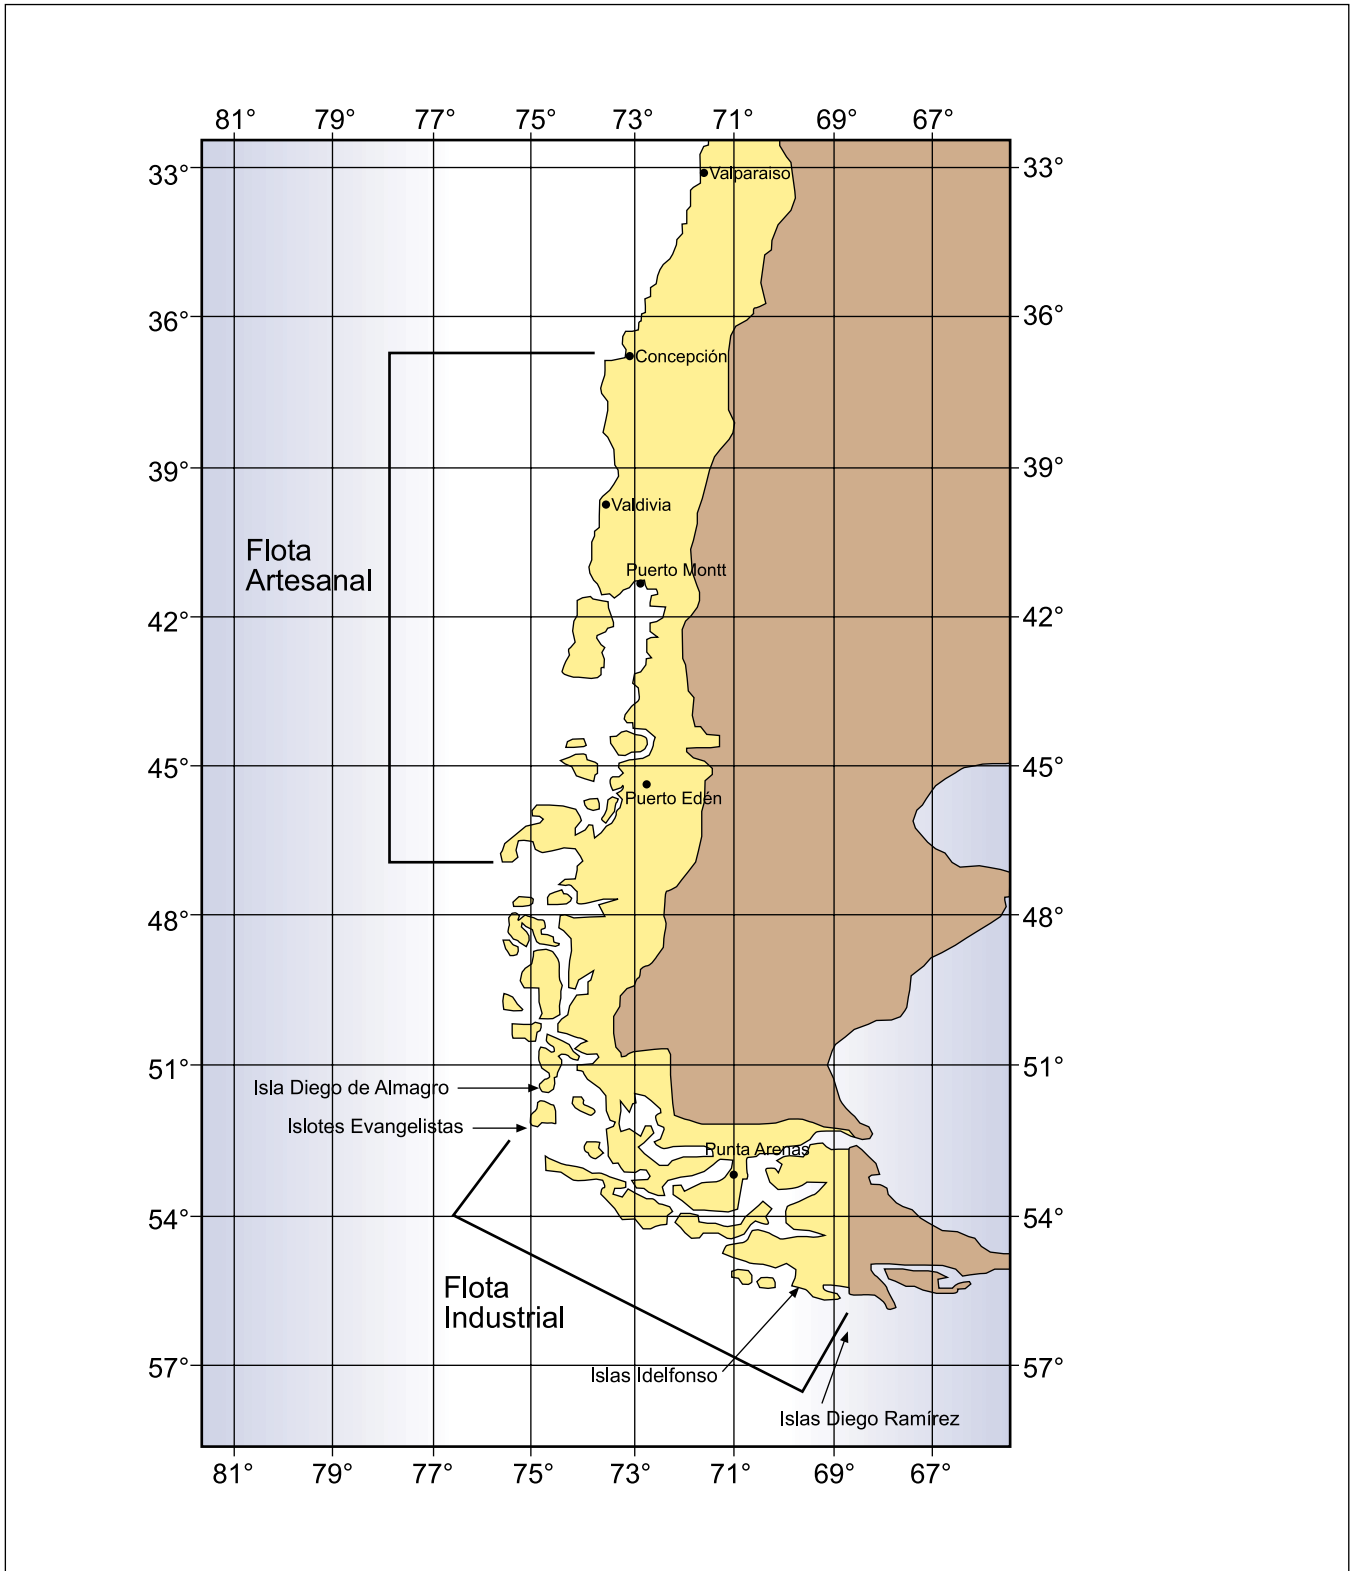 81° 79° 77° 75° 73° 71° 69° 67°
33° 33°
Valparaiso
36° 36°
Concepción
39° 39°
Valdivia
Flota
Artesanal
Puerto Montt
42° 42°
45° 45°
Puerto Edén
48° 48°
51° 51°
Isla Diego de Almagro
Islotes Evangelistas
Punta Arenas
54° 54°
Flota
Industrial
57° 57°
Islas Idelfonso
Islas Diego Ramírez
81° 79° 77° 75° 73° 71° 69° 67°